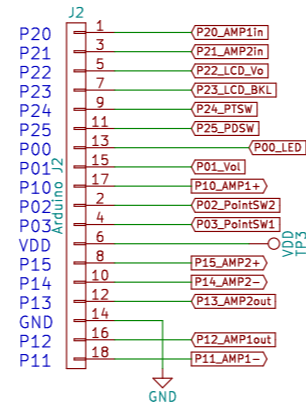 J2
P20 1 P20_AMP1in
P21 3 P21_AMP2in
P22 5 P22_LCD_Vo
P23 7 P23_LCD_BKL
P24 9 P24_PTSW
P25 11 P25_PDSW
P00 13 P00_LED
P01 15 P01_Vol
P10 17 P10_AMP1+
P02 2 P02_PointSW2
P03 4 P03_PointSW1
VDD 6 VDD TP3
P15 8 P15_AMP2+
P14 10 P14_AMP2-
P13 12 P13_AMP2out
GND 14
P12 16 P12_AMP1out
P11 18 P11_AMP1-
Arduino J2
GND